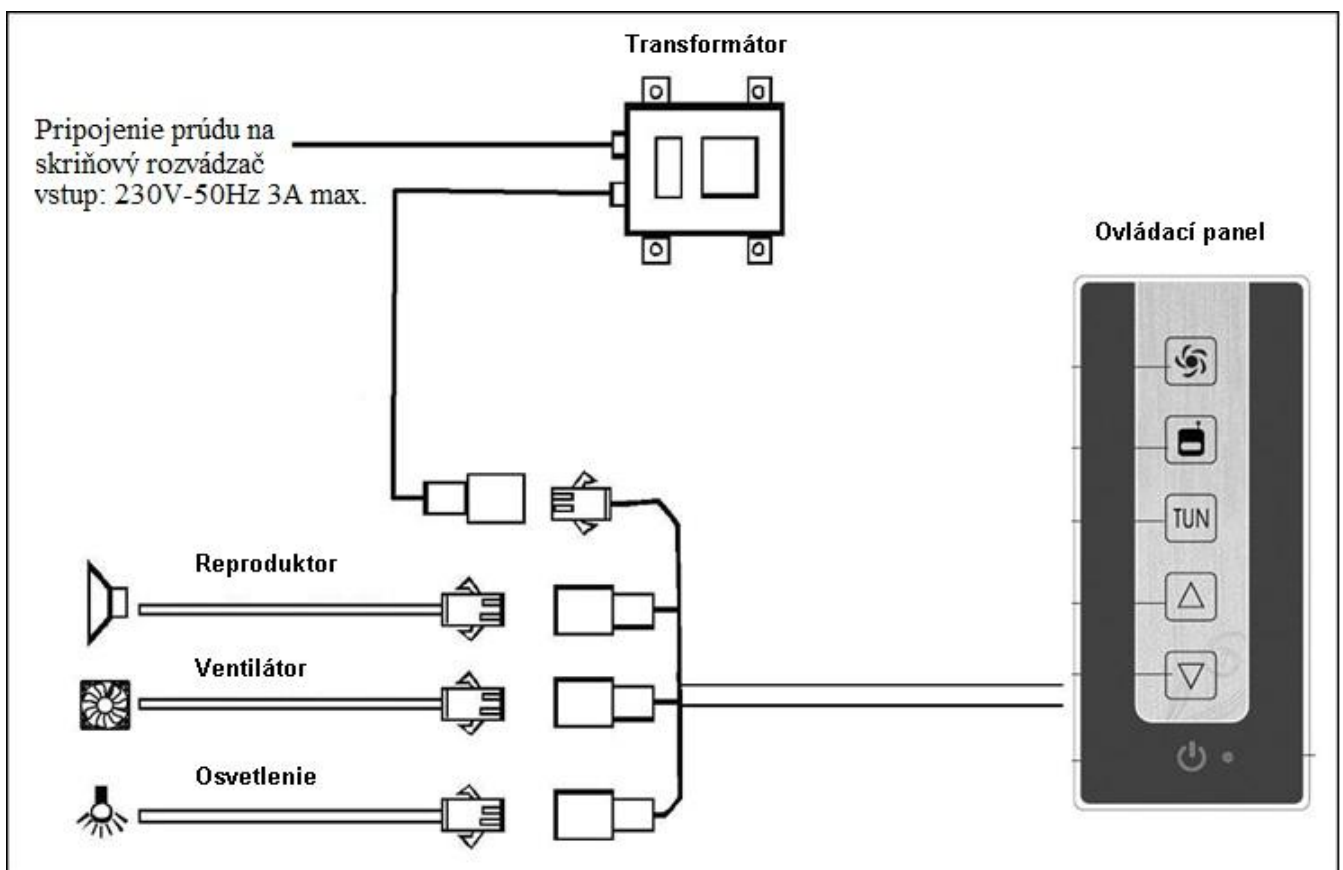 Transformátor
Pripojenie prúdu na
skriňový rozvádzač
vstup: 230V-50Hz 3A max.
Ovládací panel
TUN
Reproduktor
Ventilátor
Osvetlenie